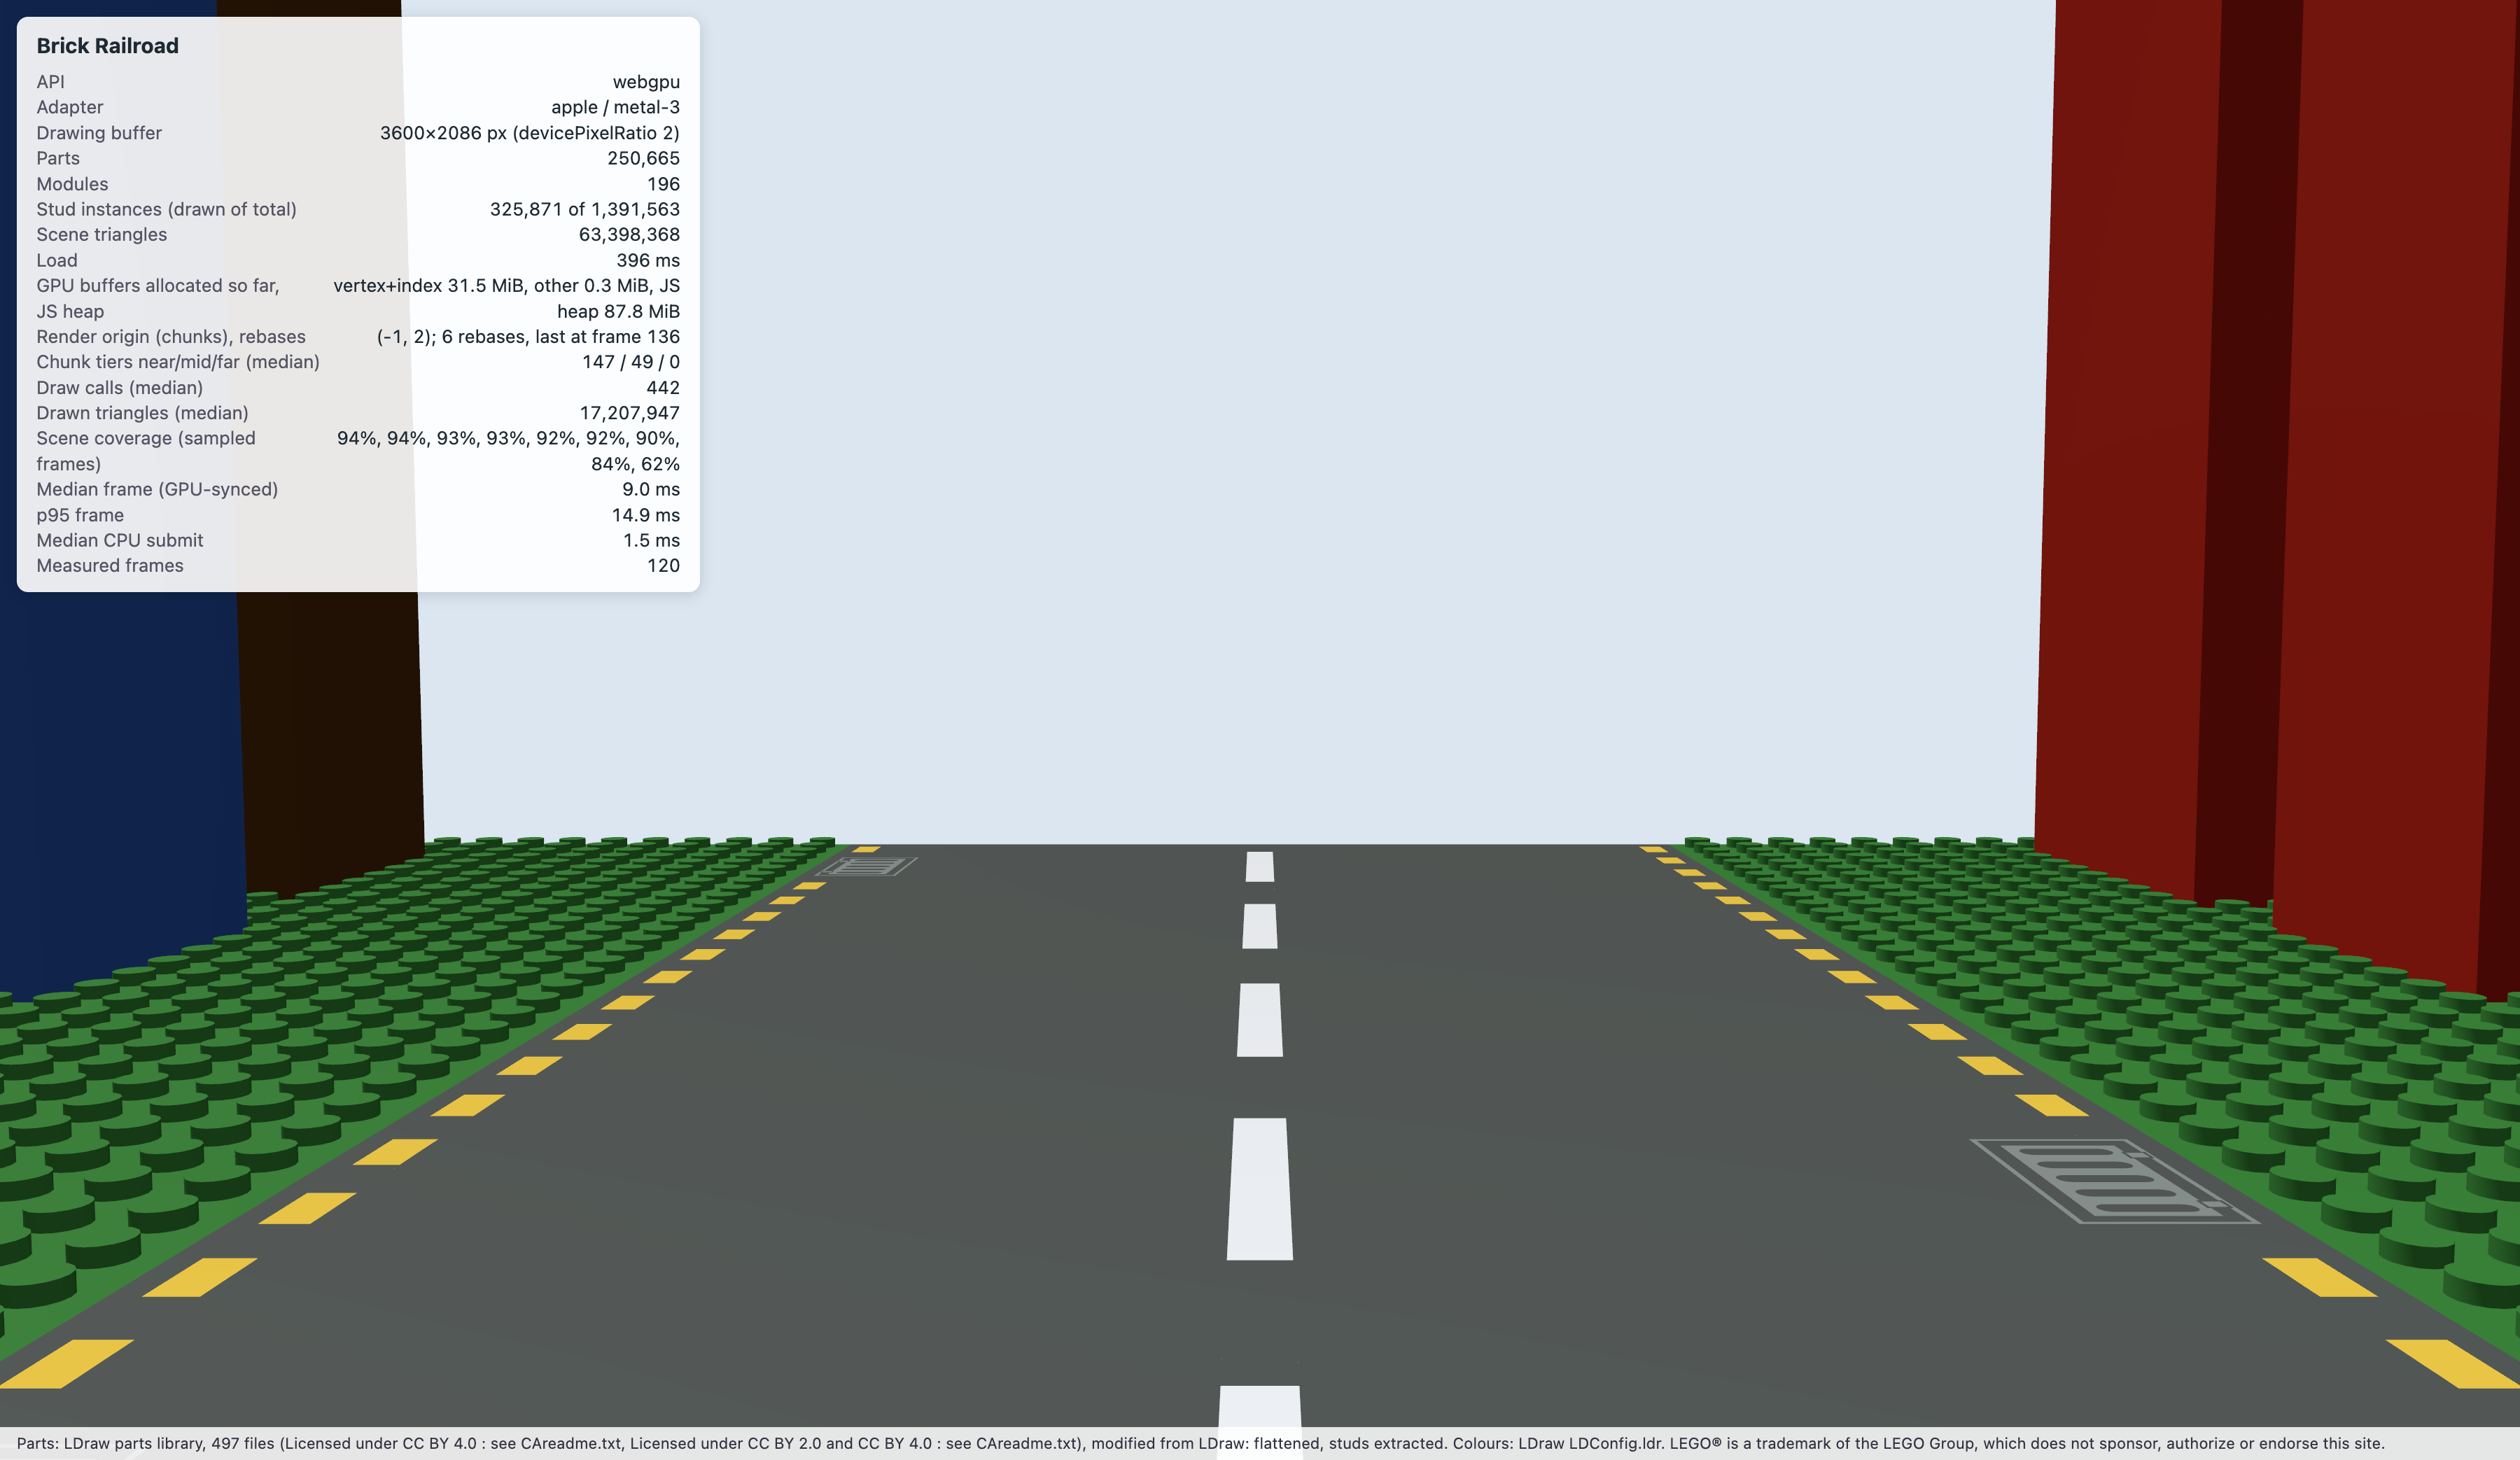 Brick Railroad
API webgpu
Adapter apple / metal-3
Drawing buffer 3600×2086 px (devicePixelRatio 2)
Parts 250,665
Modules 196
Stud instances (drawn of total) 325,871 of 1,391,563
Scene triangles 63,398,368
Load 396 ms
GPU buffers allocated so far, vertex+index 31.5 MiB, other 0.3 MiB, JS
JS heap heap 87.8 MiB
Render origin (chunks), rebases (-1, 2); 6 rebases, last at frame 136
Chunk tiers near/mid/far (median) 147 / 49 / 0
Draw calls (median) 442
Drawn triangles (median) 17,207,947
Scene coverage (sampled 94%, 94%, 93%, 93%, 92%, 92%, 90%,
frames) 84%, 62%
Median frame (GPU-synced) 9.0 ms
p95 frame 14.9 ms
Median CPU submit 1.5 ms
Measured frames 120
Parts: LDraw parts library, 497 files (Licensed under CC BY 4.0 : see CAreadme.txt, Licensed under CC BY 2.0 and CC BY 4.0 : see CAreadme.txt), modified from LDraw: flattened, studs extracted. Colours: LDraw LDConfig.ldr. LEGO® is a trademark of the LEGO Group, which does not sponsor, authorize or endorse this site.